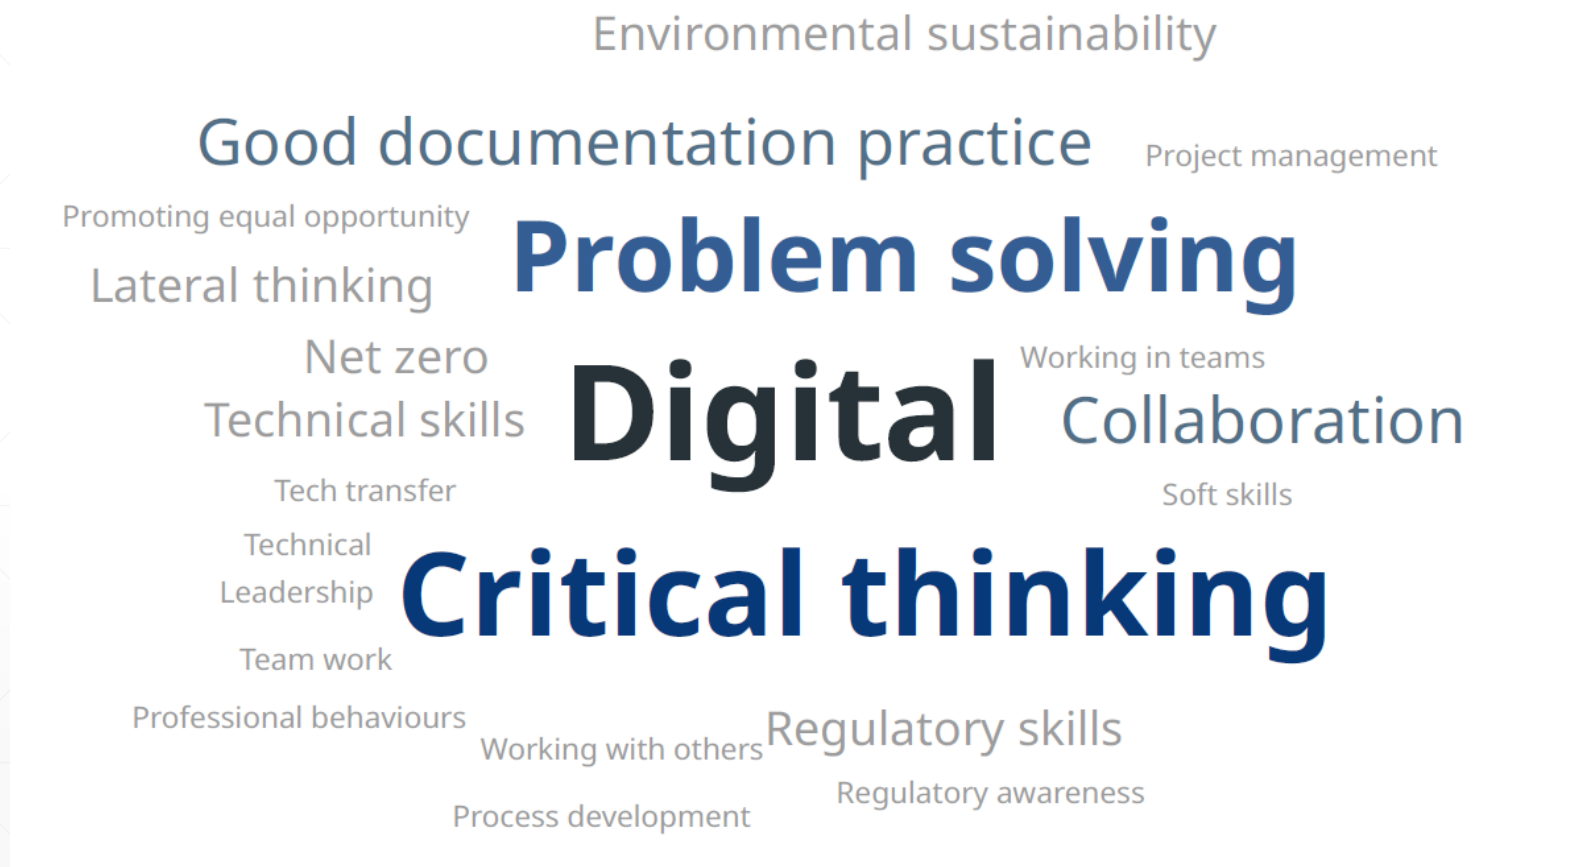 Environmental sustainability
Good documentation practice
Project management
Promoting equal opportunity
Problem solving
Lateral thinking
Net zero
Working in teams
Digital
Technical skills
Collaboration
Tech transfer
Soft skills
Technical
Critical thinking
Leadership
Team work
Professional behaviours
Regulatory skills
Working with others
Regulatory awareness
Process development